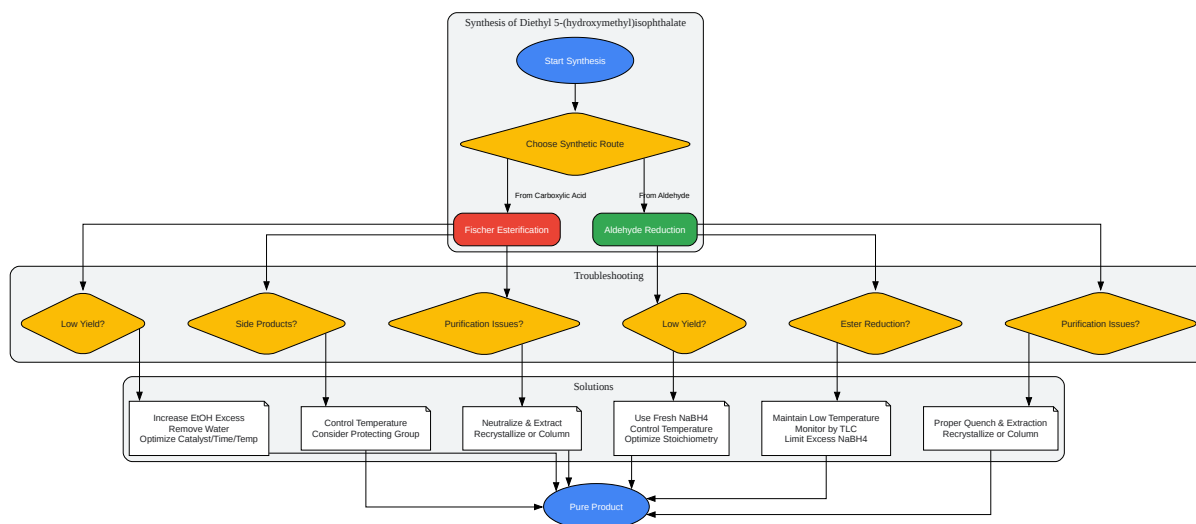 Synthesis of Diethyl 5-(hydroxymethyl)isophthalate
Start Synthesis
Choose Synthetic Route
From Carboxylic Acid
From Aldehyde
Fischer Esterification
Aldehyde Reduction
Troubleshooting
Low Yield?
Side Products?
Purification Issues?
Low Yield?
Ester Reduction?
Purification Issues?
Solutions
Increase EtOH Excess
Remove Water
Optimize Catalyst/Time/Temp
Control Temperature
Consider Protecting Group
Neutralize & Extract
Recrystallize or Column
Use Fresh NaBH4
Control Temperature
Optimize Stoichiometry
Maintain Low Temperature
Monitor by TLC
Limit Excess NaBH4
Proper Quench & Extraction
Recrystallize or Column
Pure Product